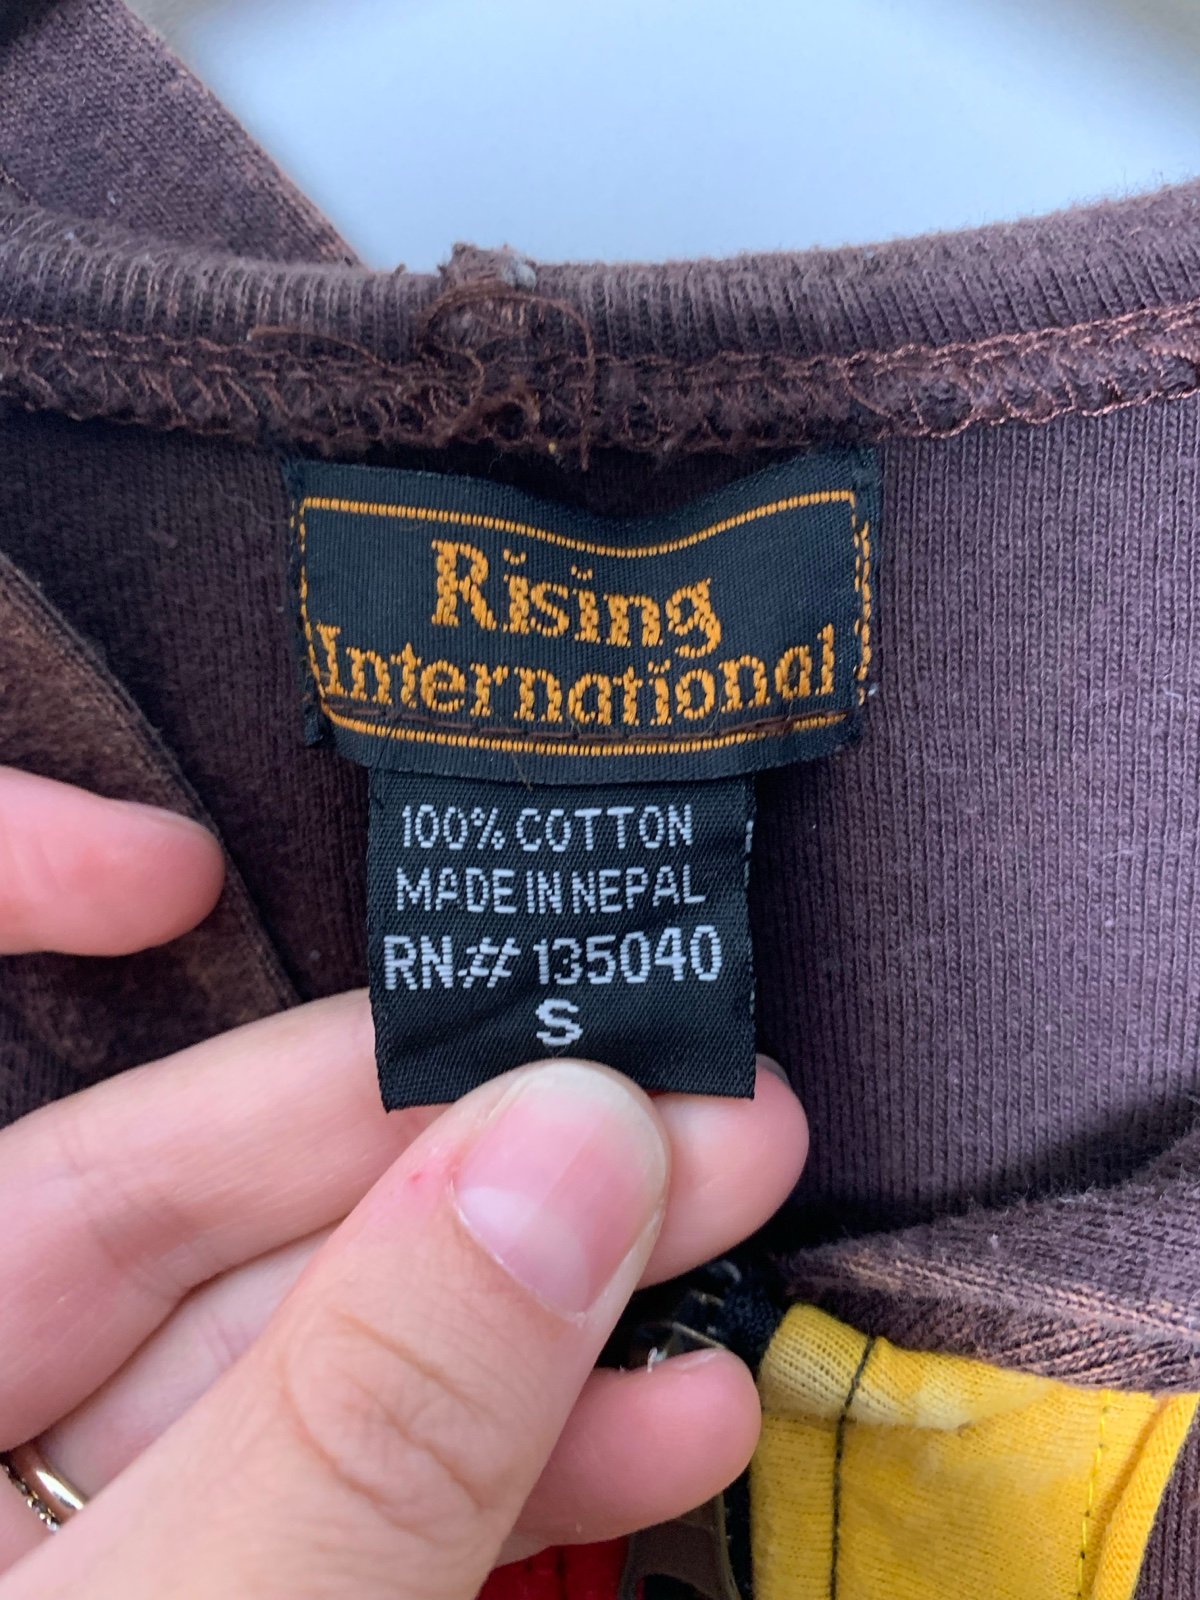 Rising
International
100% COTTON
MADE IN NEPAL
RN# 135040
S